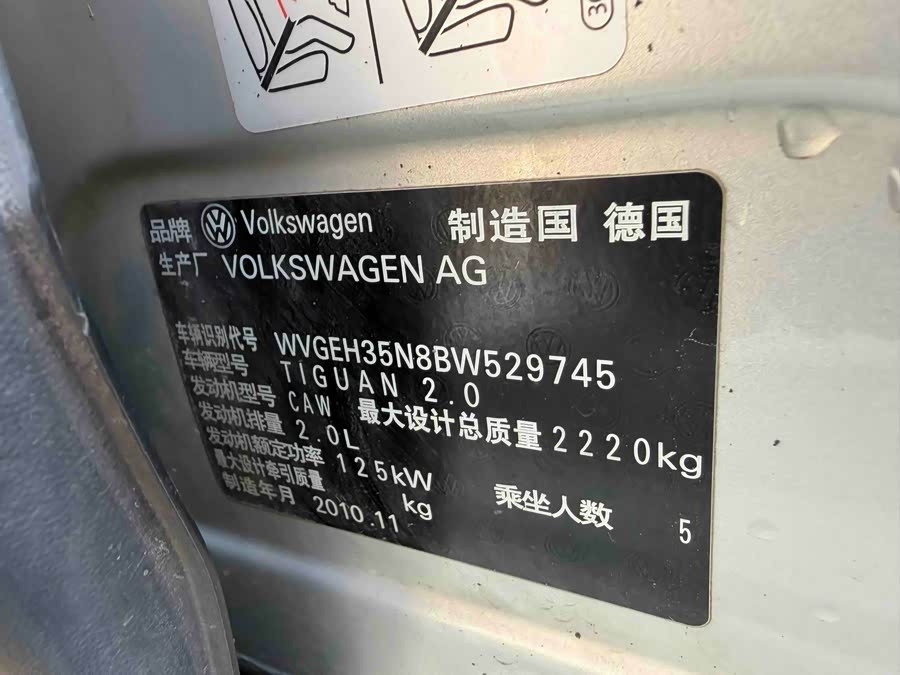 品牌 Volkswagen 制造国 德国
生产厂 VOLKSWAGEN AG
车辆识别代号 WVGEH35N8BW529745
车辆型号 TIGUAN 2.0
发动机型号 CAW 最大设计总质量 2220kg
发动机排量 2.0L
发动机额定功率 125kW
最大设计牵引质量 kg 乘坐人数 5
制造年月 2010.11